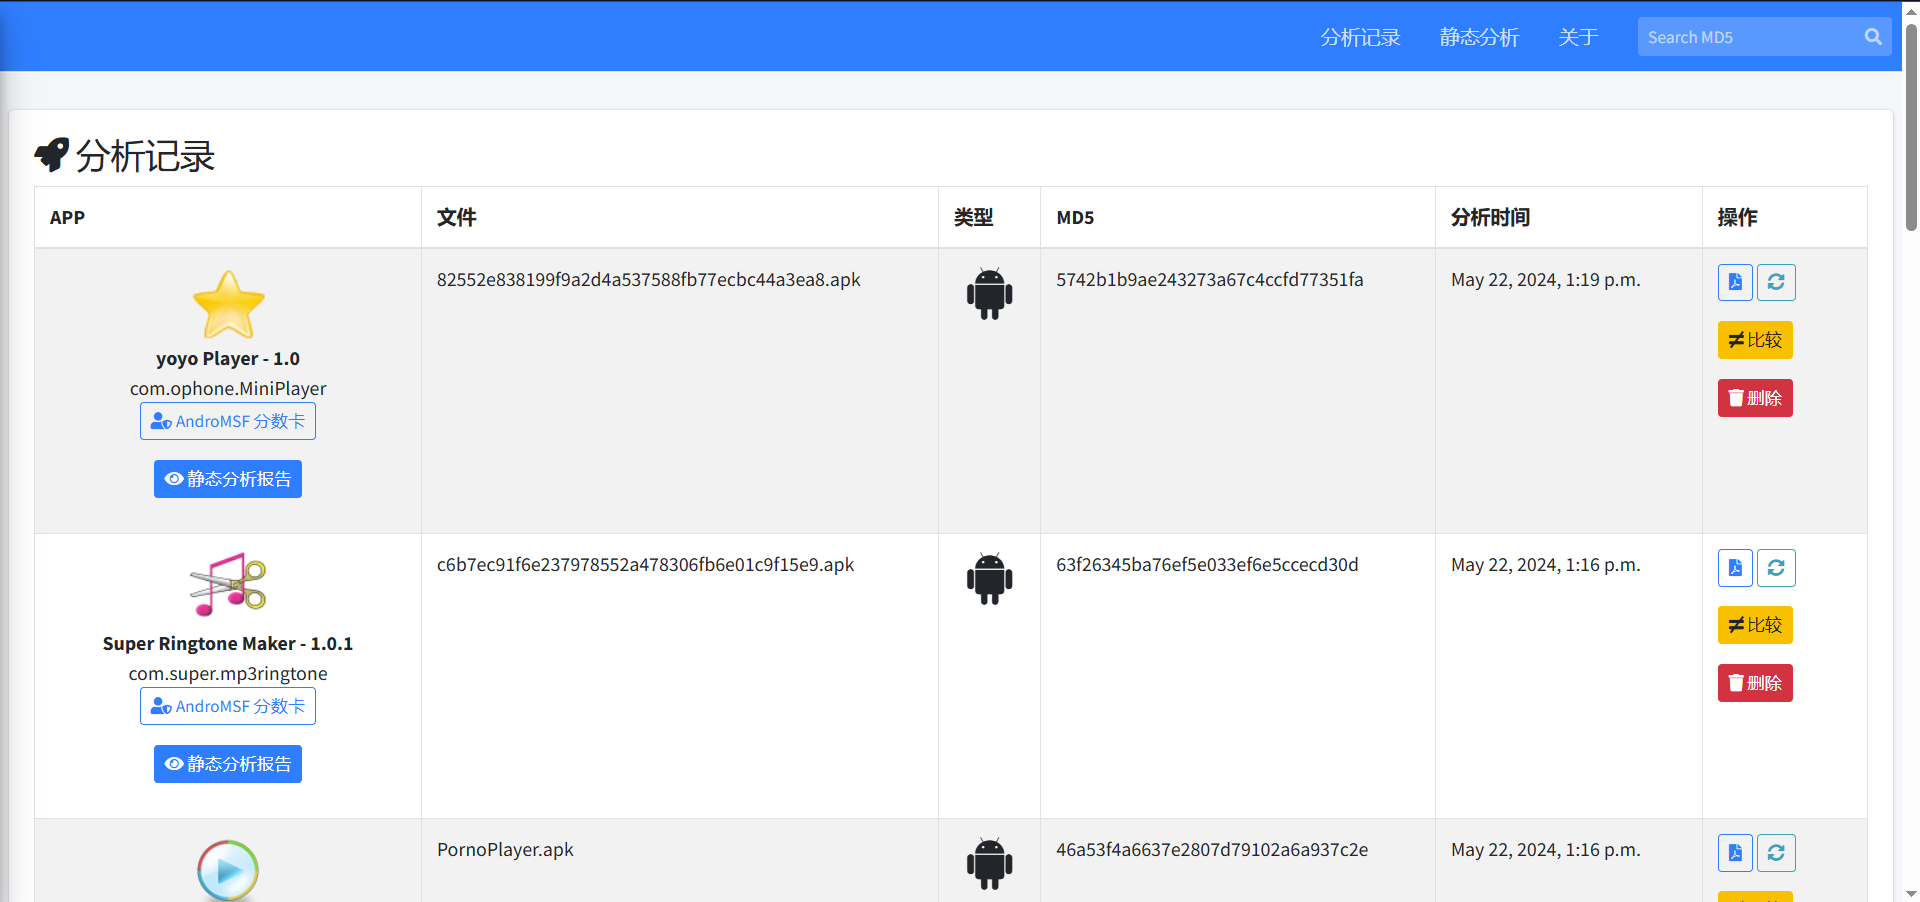 分析记录 静态分析 关于 Search MD5
分析记录
APP 文件 类型 MD5 分析时间 操作
82552e838199f9a2d4a537588fb77ecbc44a3ea8.apk 5742b1b9ae243273a67c4ccfd77351fa May 22, 2024, 1:19 p.m.
yoyo Player - 1.0
com.ophone.MiniPlayer
AndroMSF 分数卡
静态分析报告
比较
删除
c6b7ec91f6e237978552a478306fb6e01c9f15e9.apk 63f26345ba76ef5e033ef6e5ccecd30d May 22, 2024, 1:16 p.m.
Super Ringtone Maker - 1.0.1
com.super.mp3ringtone
AndroMSF 分数卡
静态分析报告
比较
删除
PornoPlayer.apk 46a53f4a6637e2807d79102a6a937c2e May 22, 2024, 1:16 p.m.